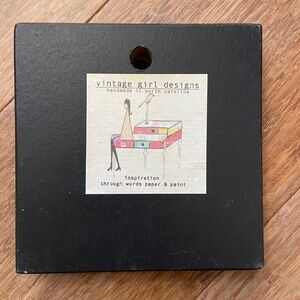 vintage girl designs
handmade in north carolina
inspiration
through words paper & paint